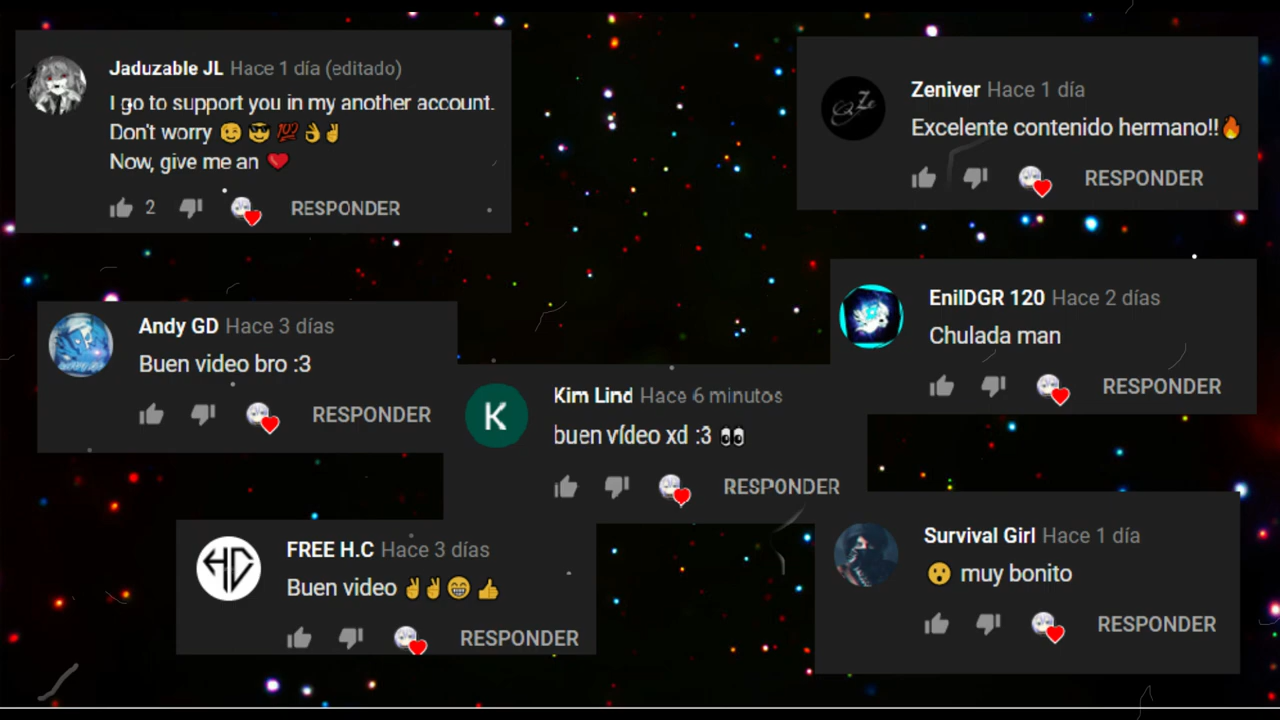 Jaduzable JL Hace 1 día (editado)
I go to support you in my another account.
Don't worry 😉 😎 💯 👌 ✌
Now, give me an ❤
2 RESPONDER
Zeniver Hace 1 día
Excelente contenido hermano!!🔥
RESPONDER
Andy GD Hace 3 días
Buen video bro :3
RESPONDER
EnilDGR 120 Hace 2 días
Chulada man
RESPONDER
K
Kim Lind Hace 6 minutos
buen vídeo xd :3 👀
RESPONDER
HC
FREE H.C Hace 3 días
Buen video ✌✌😁👍
RESPONDER
Survival Girl Hace 1 día
😮 muy bonito
RESPONDER